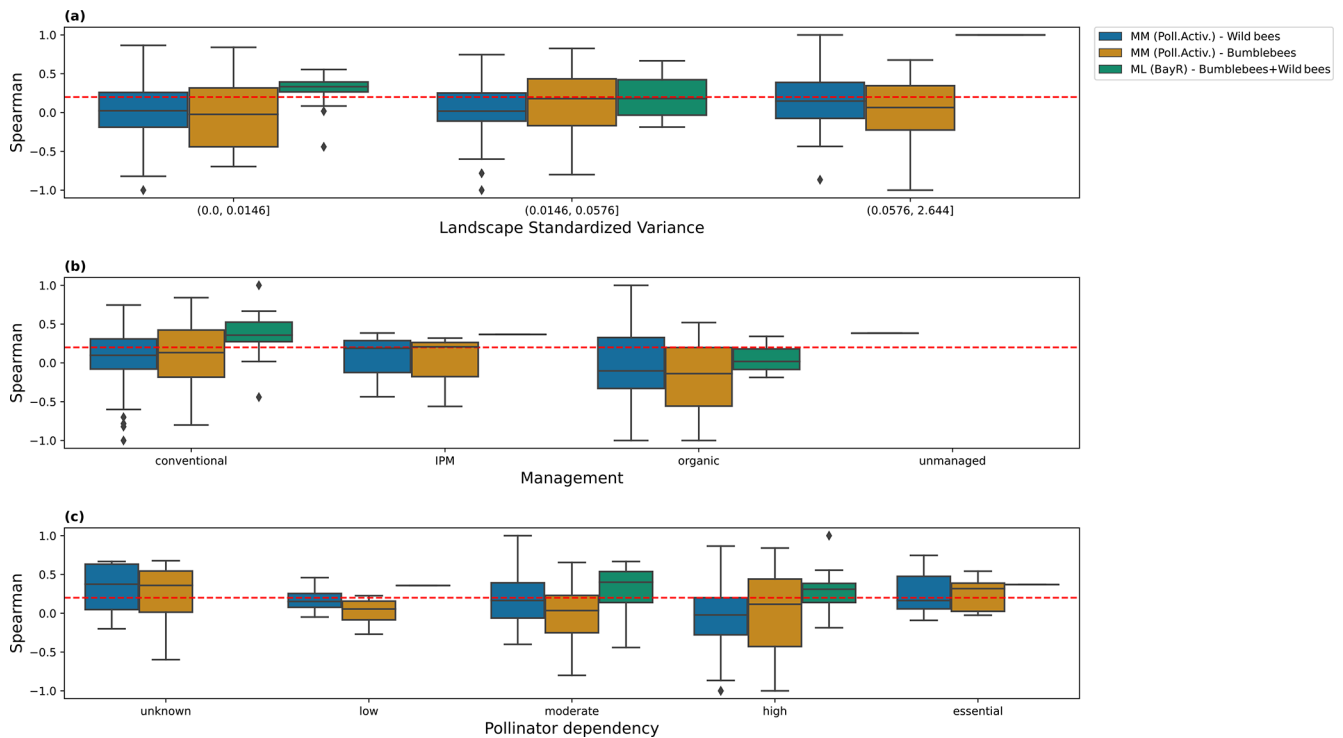 (a)
MM (Poll.Activ.) - Wild bees
MM (Poll.Activ.) - Bumblebees
ML (BayR) - Bumblebees+Wild bees
Spearman
1.0
0.5
0.0
−0.5
−1.0
(0.0, 0.0146]
(0.0146, 0.0576]
(0.0576, 2.644]
Landscape Standardized Variance
(b)
Spearman
1.0
0.5
0.0
−0.5
−1.0
conventional
IPM
organic
unmanaged
Management
(c)
Spearman
1.0
0.5
0.0
−0.5
−1.0
unknown
low
moderate
high
essential
Pollinator dependency